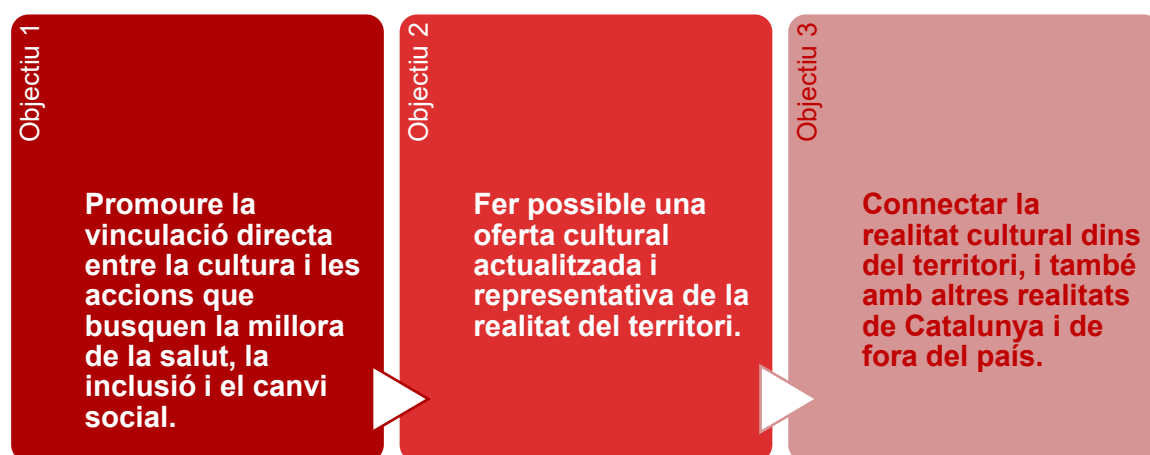 Objectiu 1
Promoure la
vinculació directa
entre la cultura i les
accions que
busquen la millora
de la salut, la
inclusió i el canvi
social.
Objectiu 2
Fer possible una
oferta cultural
actualitzada i
representativa de la
realitat del territori.
Objectiu 3
Connectar la
realitat cultural dins
del territori, i també
amb altres realitats
de Catalunya i de
fora del país.